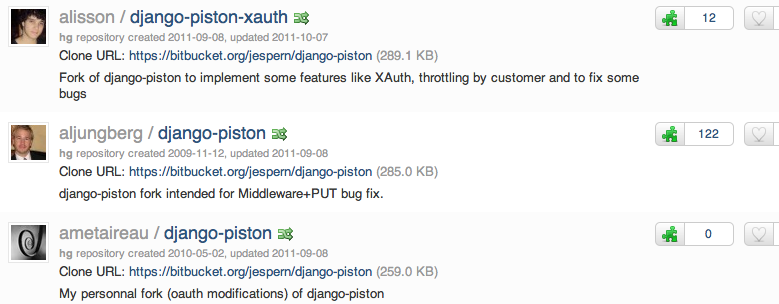 alisson / django-piston-xauth
12
hg repository created 2011-09-08, updated 2011-10-07
Clone URL: https://bitbucket.org/jespern/django-piston (289.1 KB)
Fork of django-piston to implement some features like XAuth, throttling by customer and to fix some
bugs
aljungberg / django-piston
122
hg repository created 2009-11-12, updated 2011-09-08
Clone URL: https://bitbucket.org/jespern/django-piston (285.0 KB)
django-piston fork intended for Middleware+PUT bug fix.
ametaireau / django-piston
0
hg repository created 2010-05-02, updated 2011-09-08
Clone URL: https://bitbucket.org/jespern/django-piston (259.0 KB)
My personnal fork (oauth modifications) of django-piston